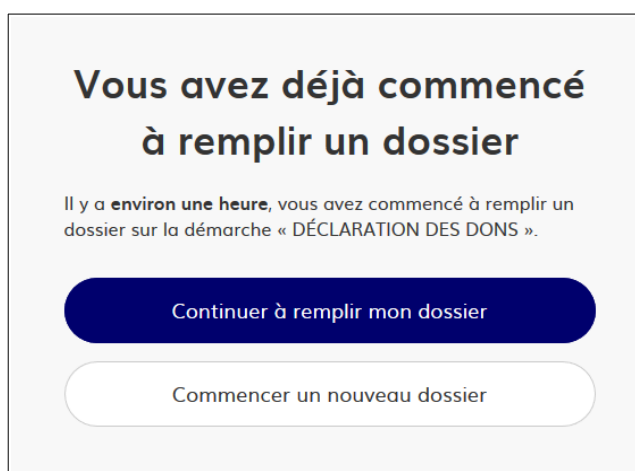 Vous avez déjà commencé
à remplir un dossier
Il y a environ une heure, vous avez commencé à remplir un
dossier sur la démarche « DÉCLARATION DES DONS ».
Continuer à remplir mon dossier
Commencer un nouveau dossier